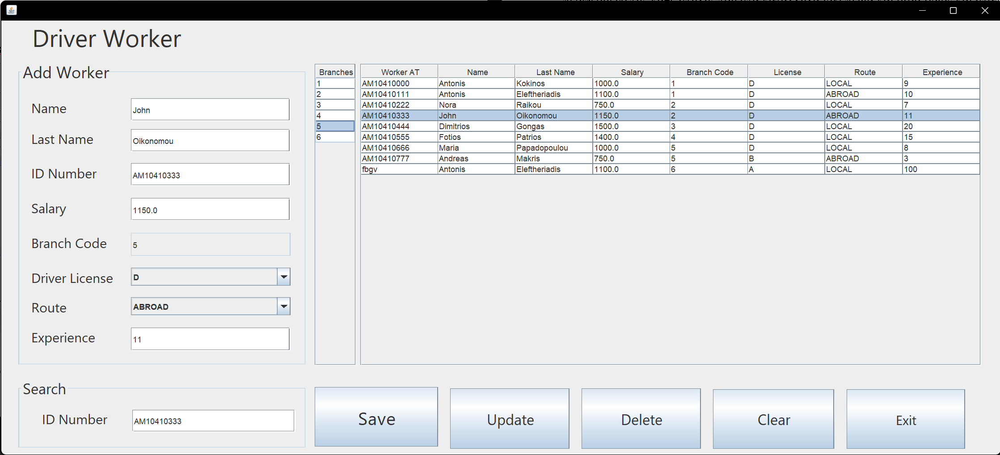 Driver Worker
Add Worker
Name John
Last Name Oikonomou
ID Number AM10410333
Salary 1150.0
Branch Code 5
Driver License D
Route ABROAD
Experience 11
Branches
1
2
3
4
5
6
Worker AT Name Last Name Salary Branch Code License Route Experience
AM10410000 Antonis Kokinos 1000.0 1 D LOCAL 9
AM10410111 Antonis Eleftheriadis 1100.0 1 D ABROAD 10
AM10410222 Nora Raikou 750.0 2 D LOCAL 7
AM10410333 John Oikonomou 1150.0 2 D ABROAD 11
AM10410444 Dimitrios Gongas 1500.0 3 D LOCAL 20
AM10410555 Fotios Patrios 1400.0 4 D LOCAL 15
AM10410666 Maria Papadopoulou 1000.0 5 D LOCAL 8
AM10410777 Andreas Makris 750.0 5 B ABROAD 3
fbgv Antonis Eleftheriadis 1100.0 6 A LOCAL 100
Search
ID Number AM10410333
Save Update Delete Clear Exit